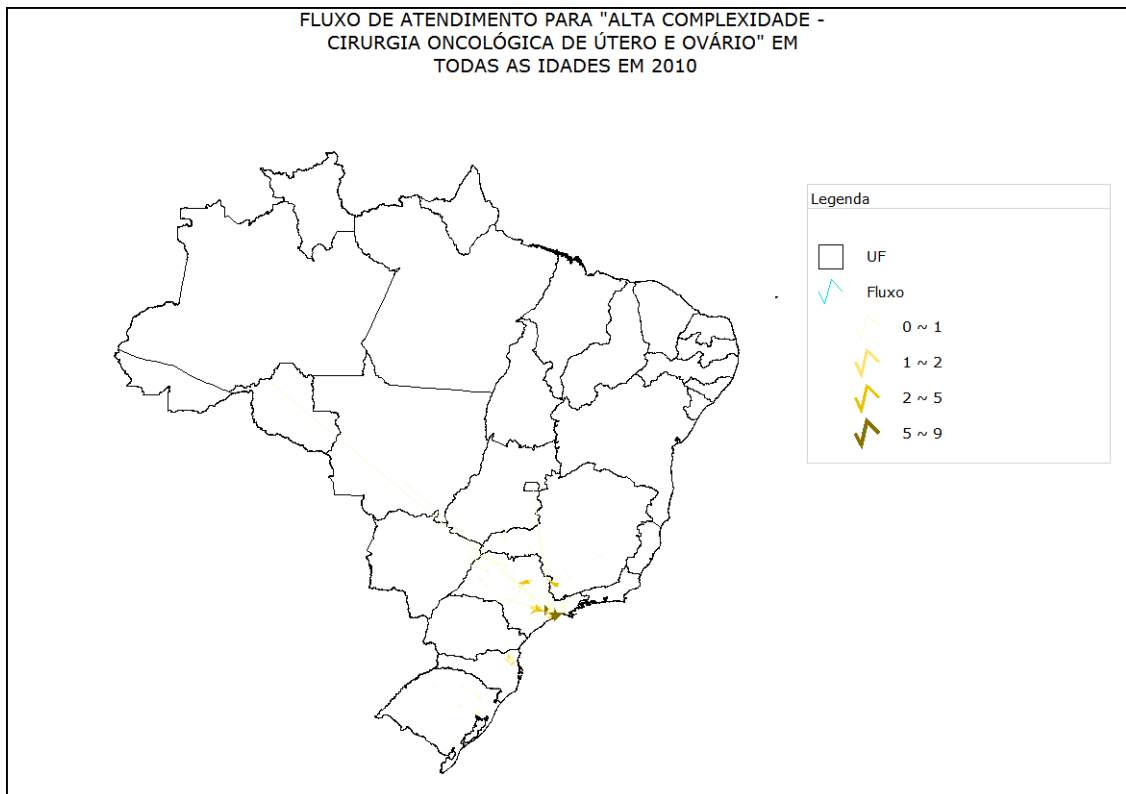 FLUXO DE ATENDIMENTO PARA "ALTA COMPLEXIDADE -
CIRURGIA ONCOLÓGICA DE ÚTERO E OVÁRIO" EM
TODAS AS IDADES EM 2010
Legenda
UF
Fluxo
0 ~ 1
1 ~ 2
2 ~ 5
5 ~ 9